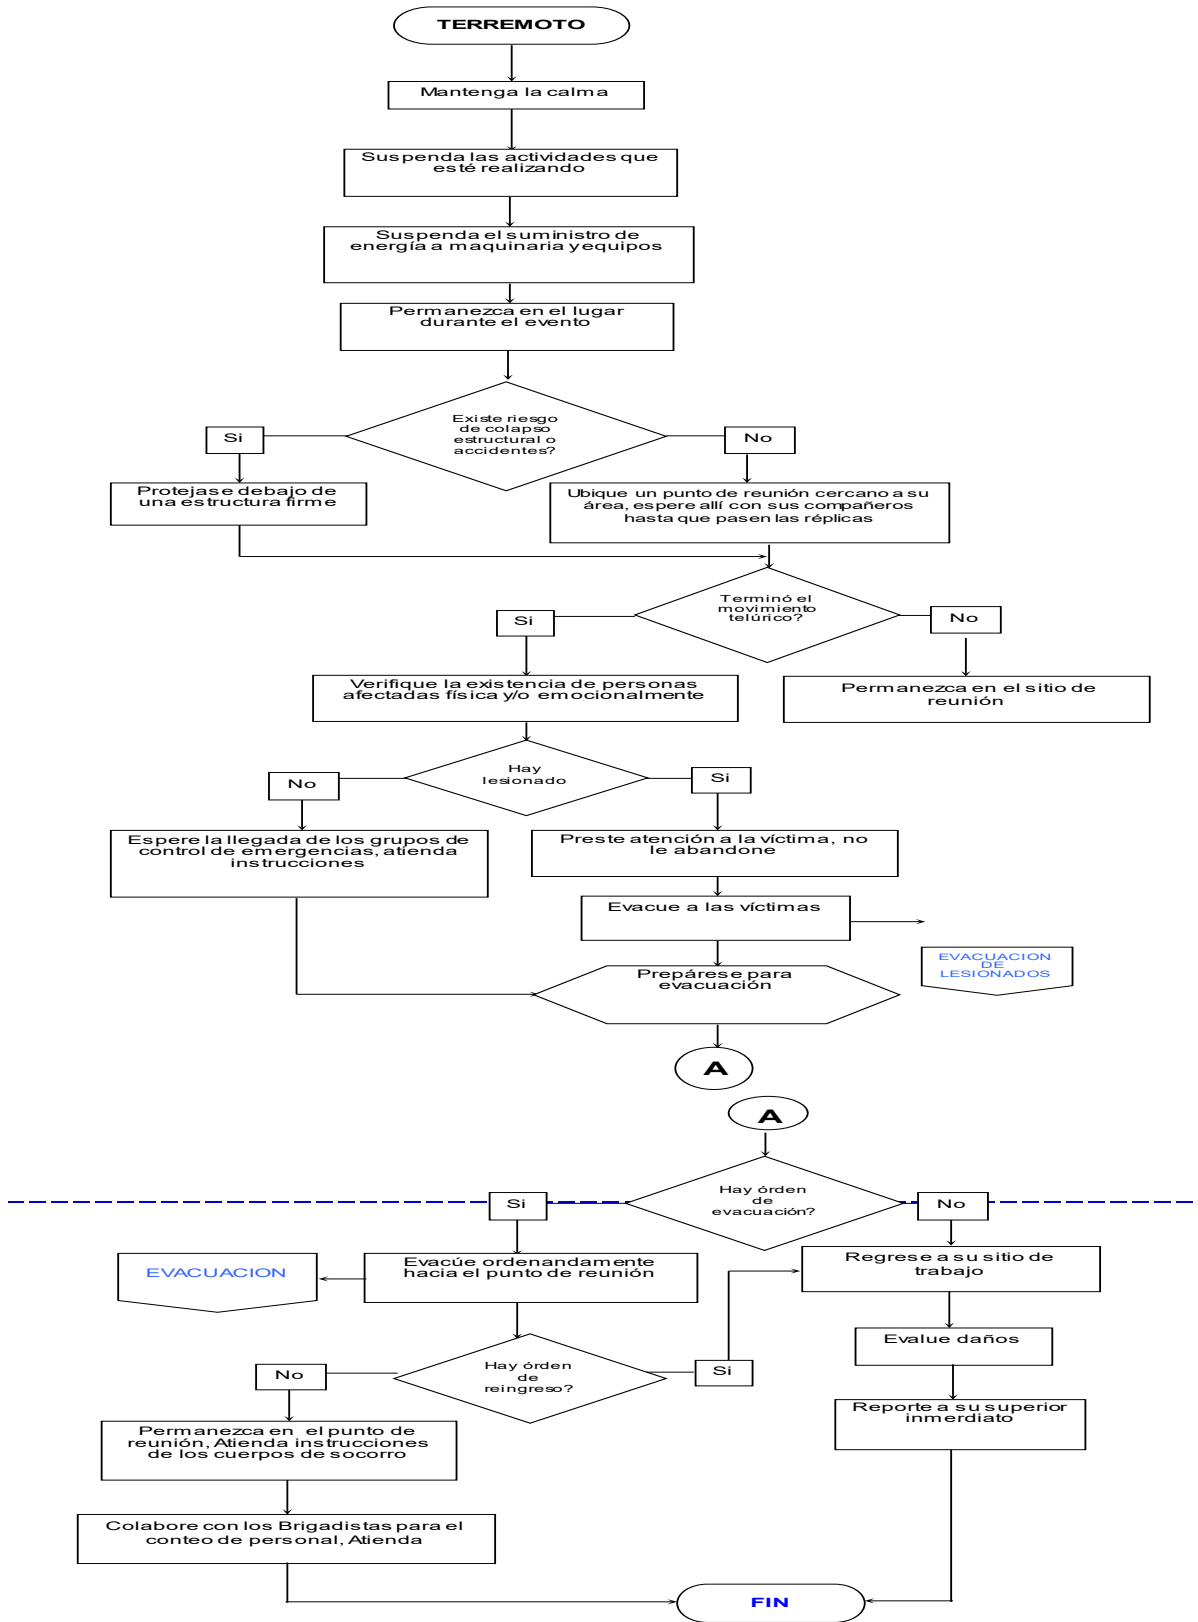 TERREMOTO
Mantenga la calma
Suspenda las actividades que
esté realizando
Suspenda el suministro de
energía a maquinaria y equipos
Permanezca en el lugar
durante el evento
Existe riesgo
de colapso
estructural o
accidentes?
Si
No
Protejase debajo de
una estructura firme
Ubique un punto de reunión cercano a su
área, espere allí con sus compañeros
hasta que pasen las réplicas
Terminó el
movimiento
telúrico?
Si
No
Verifique la existencia de personas
afectadas física y/o emocionalmente
Permanezca en el sitio de
reunión
Hay
lesionado
No
Si
Espere la llegada de los grupos de
control de emergencias, atienda
instrucciones
Preste atención a la víctima, no
le abandone
Evacue a las víctimas
EVACUACION
DE
LESIONADOS
Prepárese para
evacuación
A
A
Hay órden
de
evacuación?
Si
No
Evacúe ordenandamente
hacia el punto de reunión
EVACUACION
Regrese a su sitio de
trabajo
Evalue daños
Hay órden
de
reingreso?
No
Si
Reporte a su superior
inmerdiato
Permanezca en el punto de
reunión, Atienda instrucciones
de los cuerpos de socorro
Colabore con los Brigadistas para el
conteo de personal, Atienda
FIN